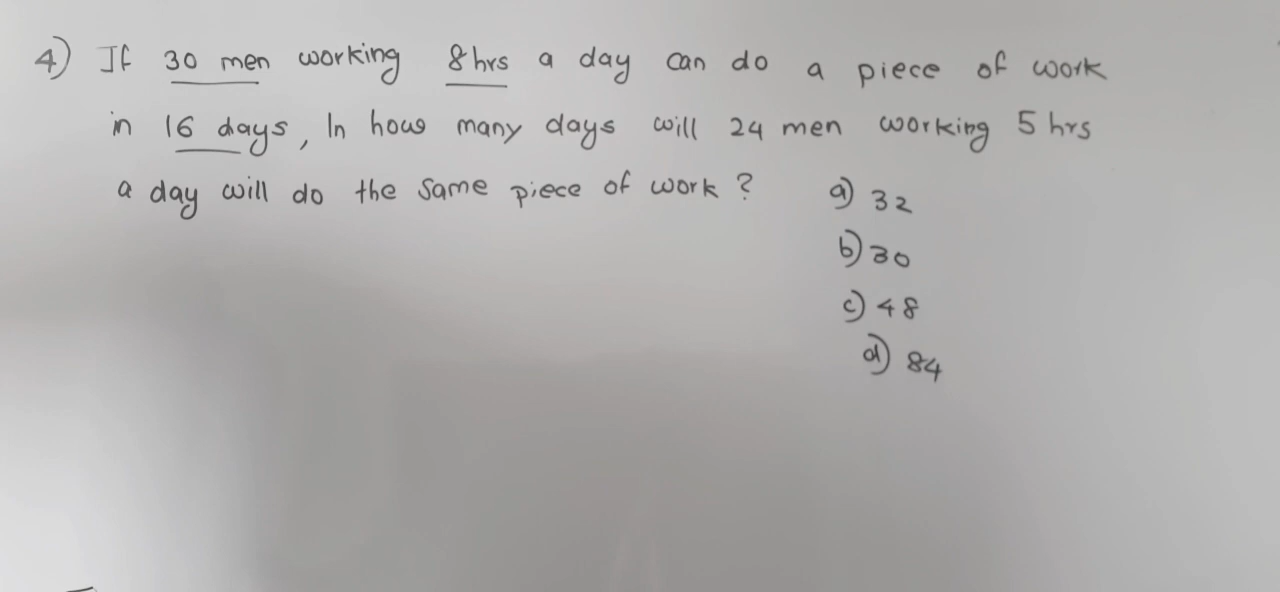 4) If 30 men working 8hrs a day can do a piece of work
in 16 days, In how many days will 24 men working 5 hrs
a day will do the same piece of work ?
a) 32
b) 30
c) 48
d) 84